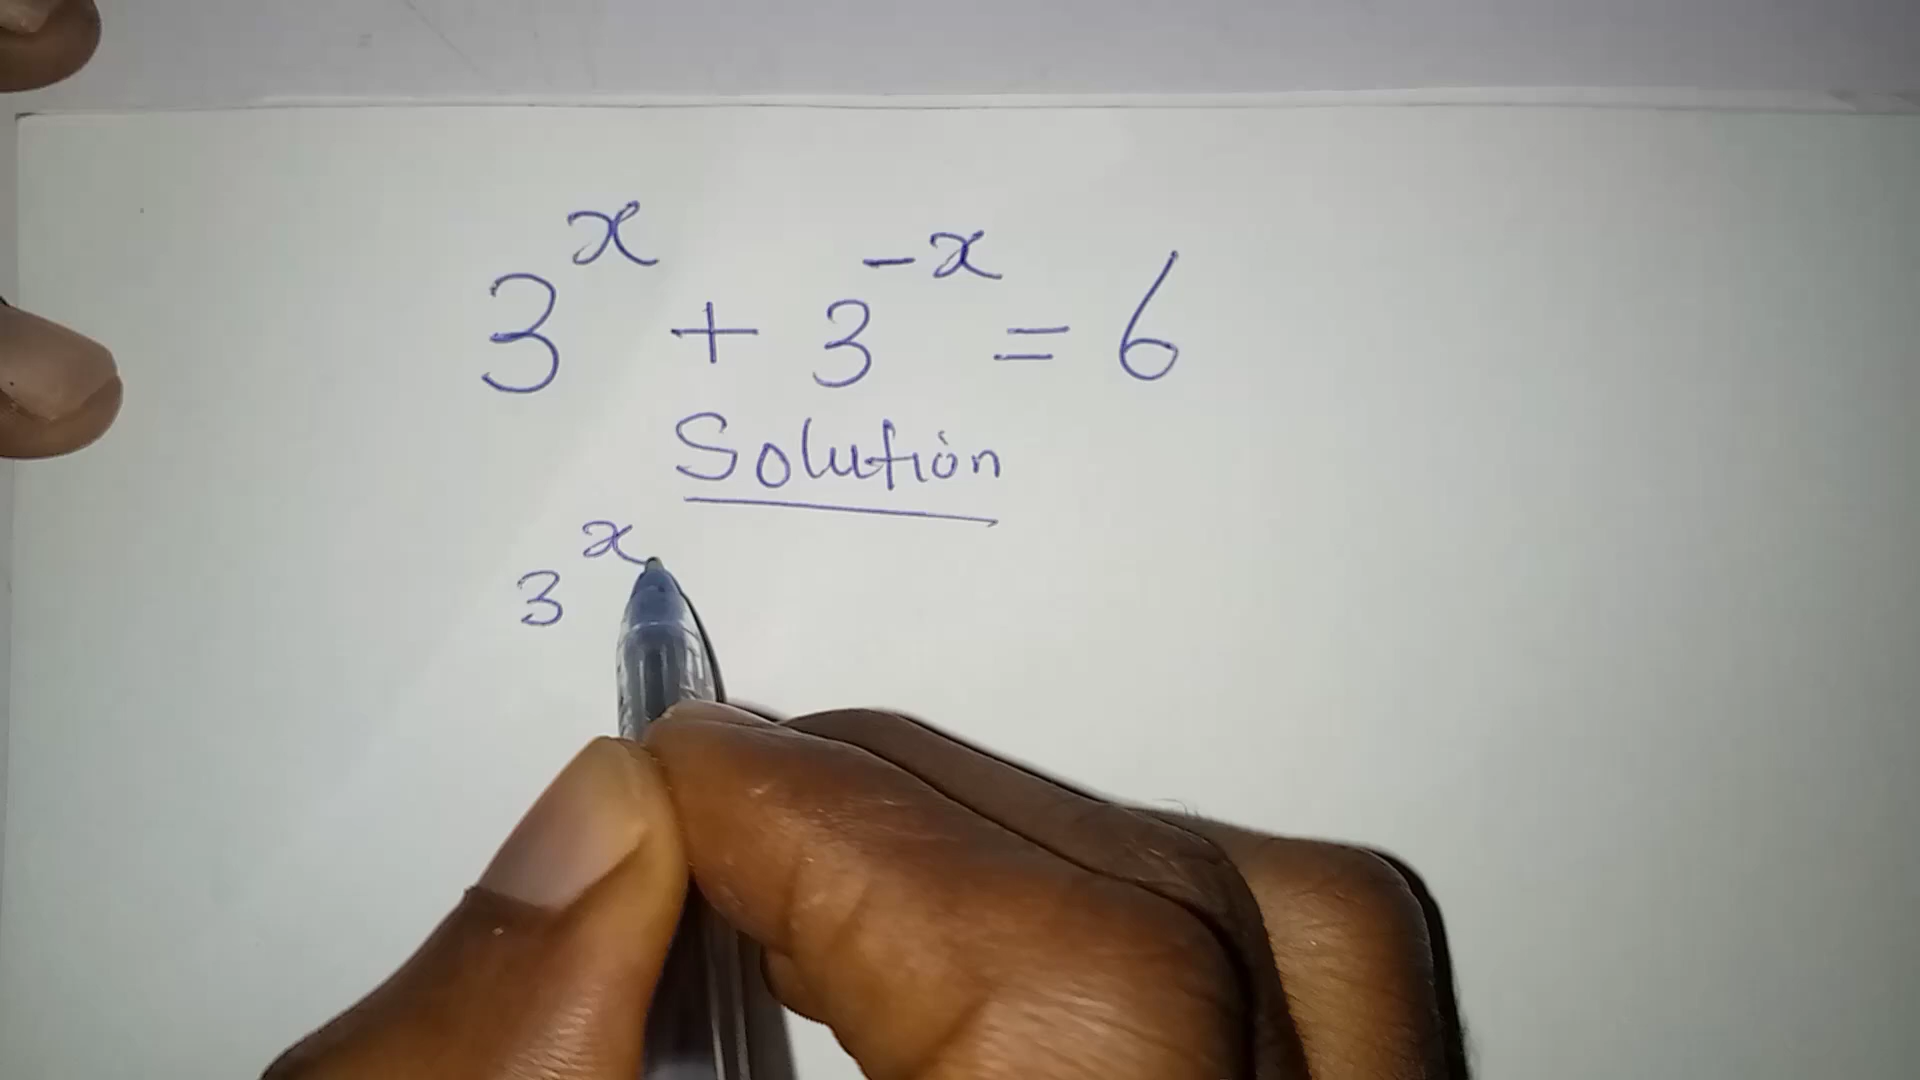 3^x + 3^-x = 6
Solution
3^x